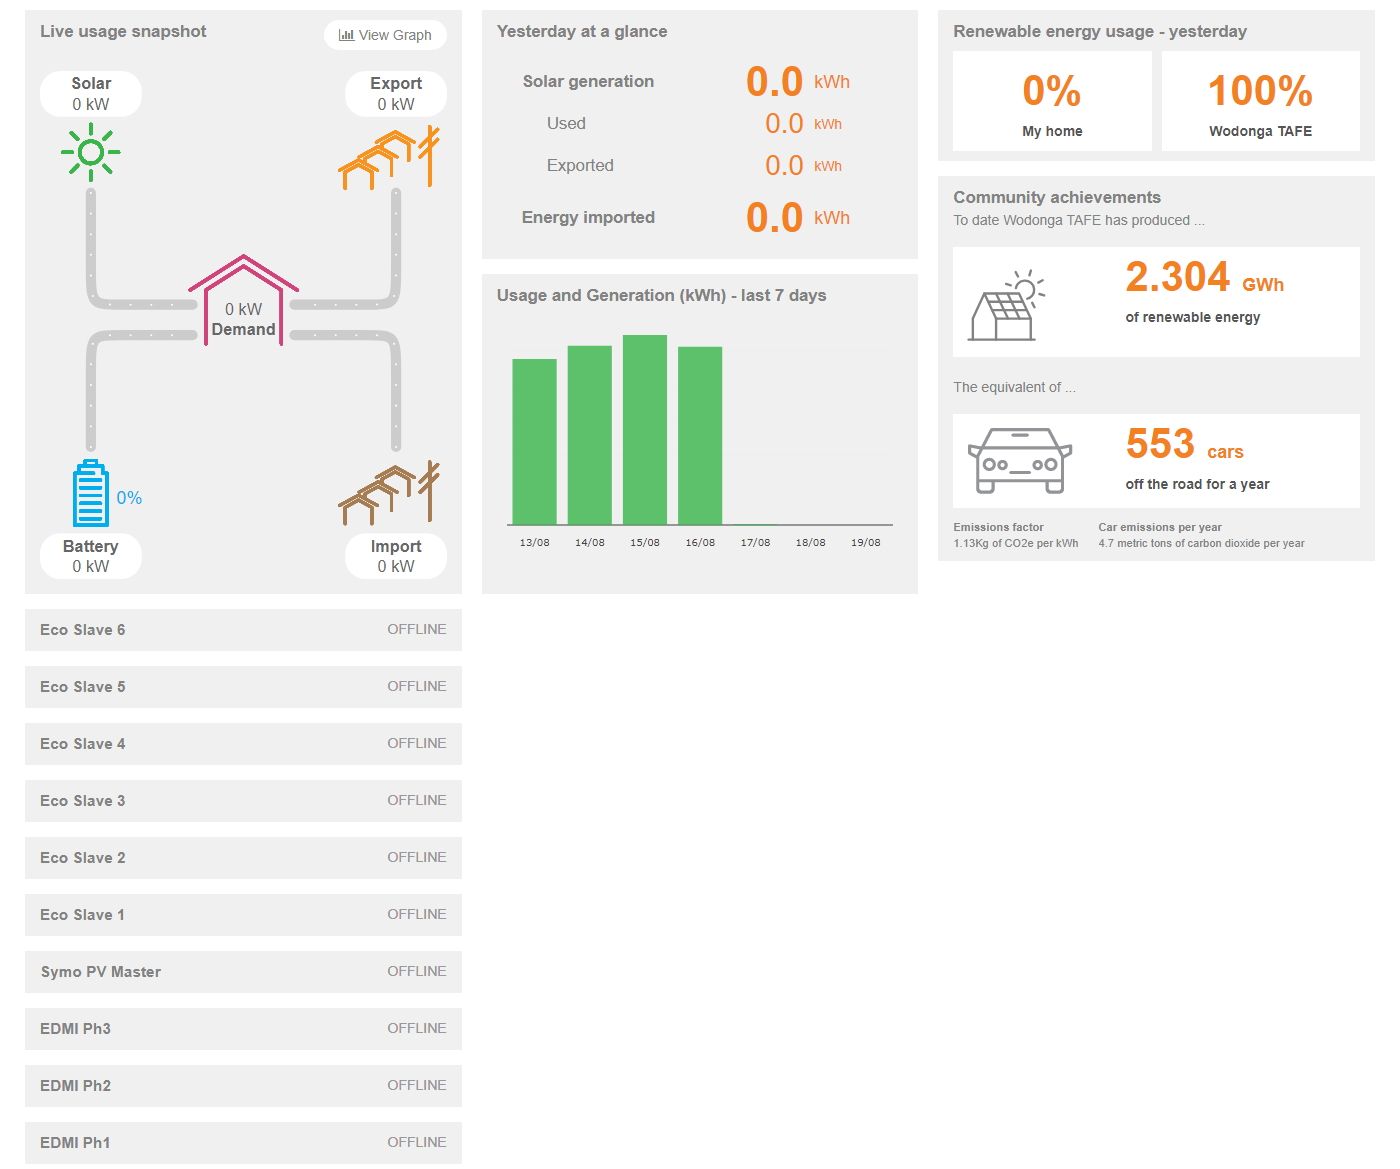 Live usage snapshot
View Graph
Solar
0 kW
Export
0 kW
0 kW
Demand
0%
Battery
0 kW
Import
0 kW
Eco Slave 6 OFFLINE
Eco Slave 5 OFFLINE
Eco Slave 4 OFFLINE
Eco Slave 3 OFFLINE
Eco Slave 2 OFFLINE
Eco Slave 1 OFFLINE
Symo PV Master OFFLINE
EDMI Ph3 OFFLINE
EDMI Ph2 OFFLINE
EDMI Ph1 OFFLINE
Yesterday at a glance
Solar generation 0.0 kWh
Used 0.0 kWh
Exported 0.0 kWh
Energy imported 0.0 kWh
Usage and Generation (kWh) - last 7 days
13/08 14/08 15/08 16/08 17/08 18/08 19/08
Renewable energy usage - yesterday
0%
My home
100%
Wodonga TAFE
Community achievements
To date Wodonga TAFE has produced ...
2.304 GWh
of renewable energy
The equivalent of ...
553 cars
off the road for a year
Emissions factor
1.13Kg of CO2e per kWh
Car emissions per year
4.7 metric tons of carbon dioxide per year